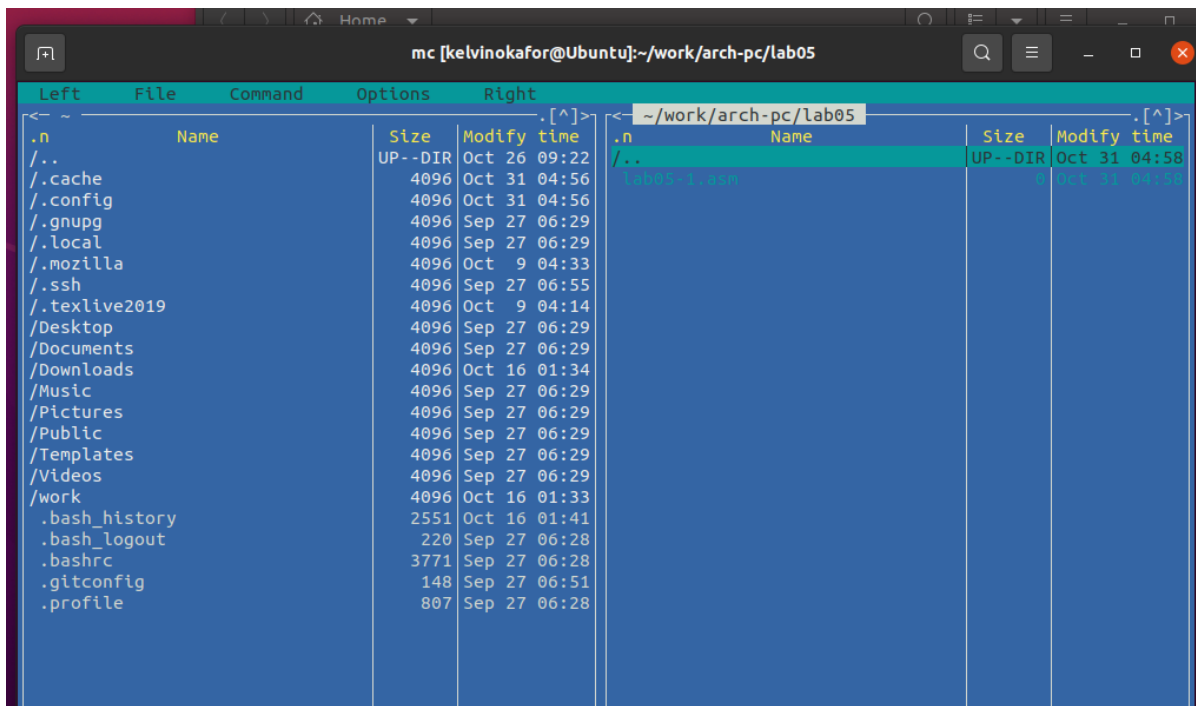 Home
mc [kelvinokafor@Ubuntu]:~/work/arch-pc/lab05
Left File Command Options Right
<— ~ .[^]> <— ~/work/arch-pc/lab05 .[^]>
.n Name Size Modify time .n Name Size Modify time
/.. UP--DIR Oct 26 09:22 /.. UP--DIR Oct 31 04:58
/.cache 4096 Oct 31 04:56 lab05-1.asm 0 Oct 31 04:58
/.config 4096 Oct 31 04:56
/.gnupg 4096 Sep 27 06:29
/.local 4096 Sep 27 06:29
/.mozilla 4096 Oct 9 04:33
/.ssh 4096 Sep 27 06:55
/.texlive2019 4096 Oct 9 04:14
/Desktop 4096 Sep 27 06:29
/Documents 4096 Sep 27 06:29
/Downloads 4096 Oct 16 01:34
/Music 4096 Sep 27 06:29
/Pictures 4096 Sep 27 06:29
/Public 4096 Sep 27 06:29
/Templates 4096 Sep 27 06:29
/Videos 4096 Sep 27 06:29
/work 4096 Oct 16 01:33
.bash_history 2551 Oct 16 01:41
.bash_logout 220 Sep 27 06:28
.bashrc 3771 Sep 27 06:28
.gitconfig 148 Sep 27 06:51
.profile 807 Sep 27 06:28